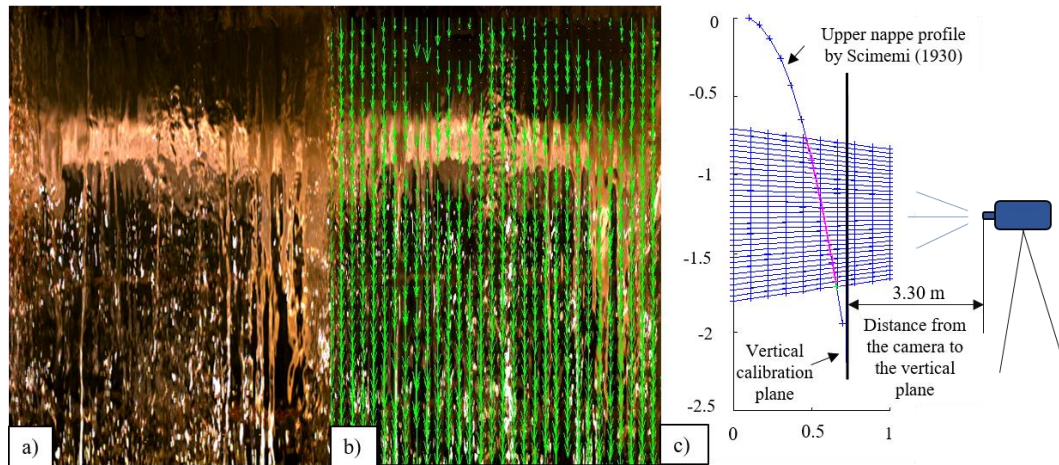 a)
b)
c)
0
-0.5
-1
-1.5
-2
-2.5
0
0.5
1
Upper nappe profile
by Scimemi (1930)
3.30 m
Distance from
the camera to
the vertical
plane
Vertical
calibration
plane